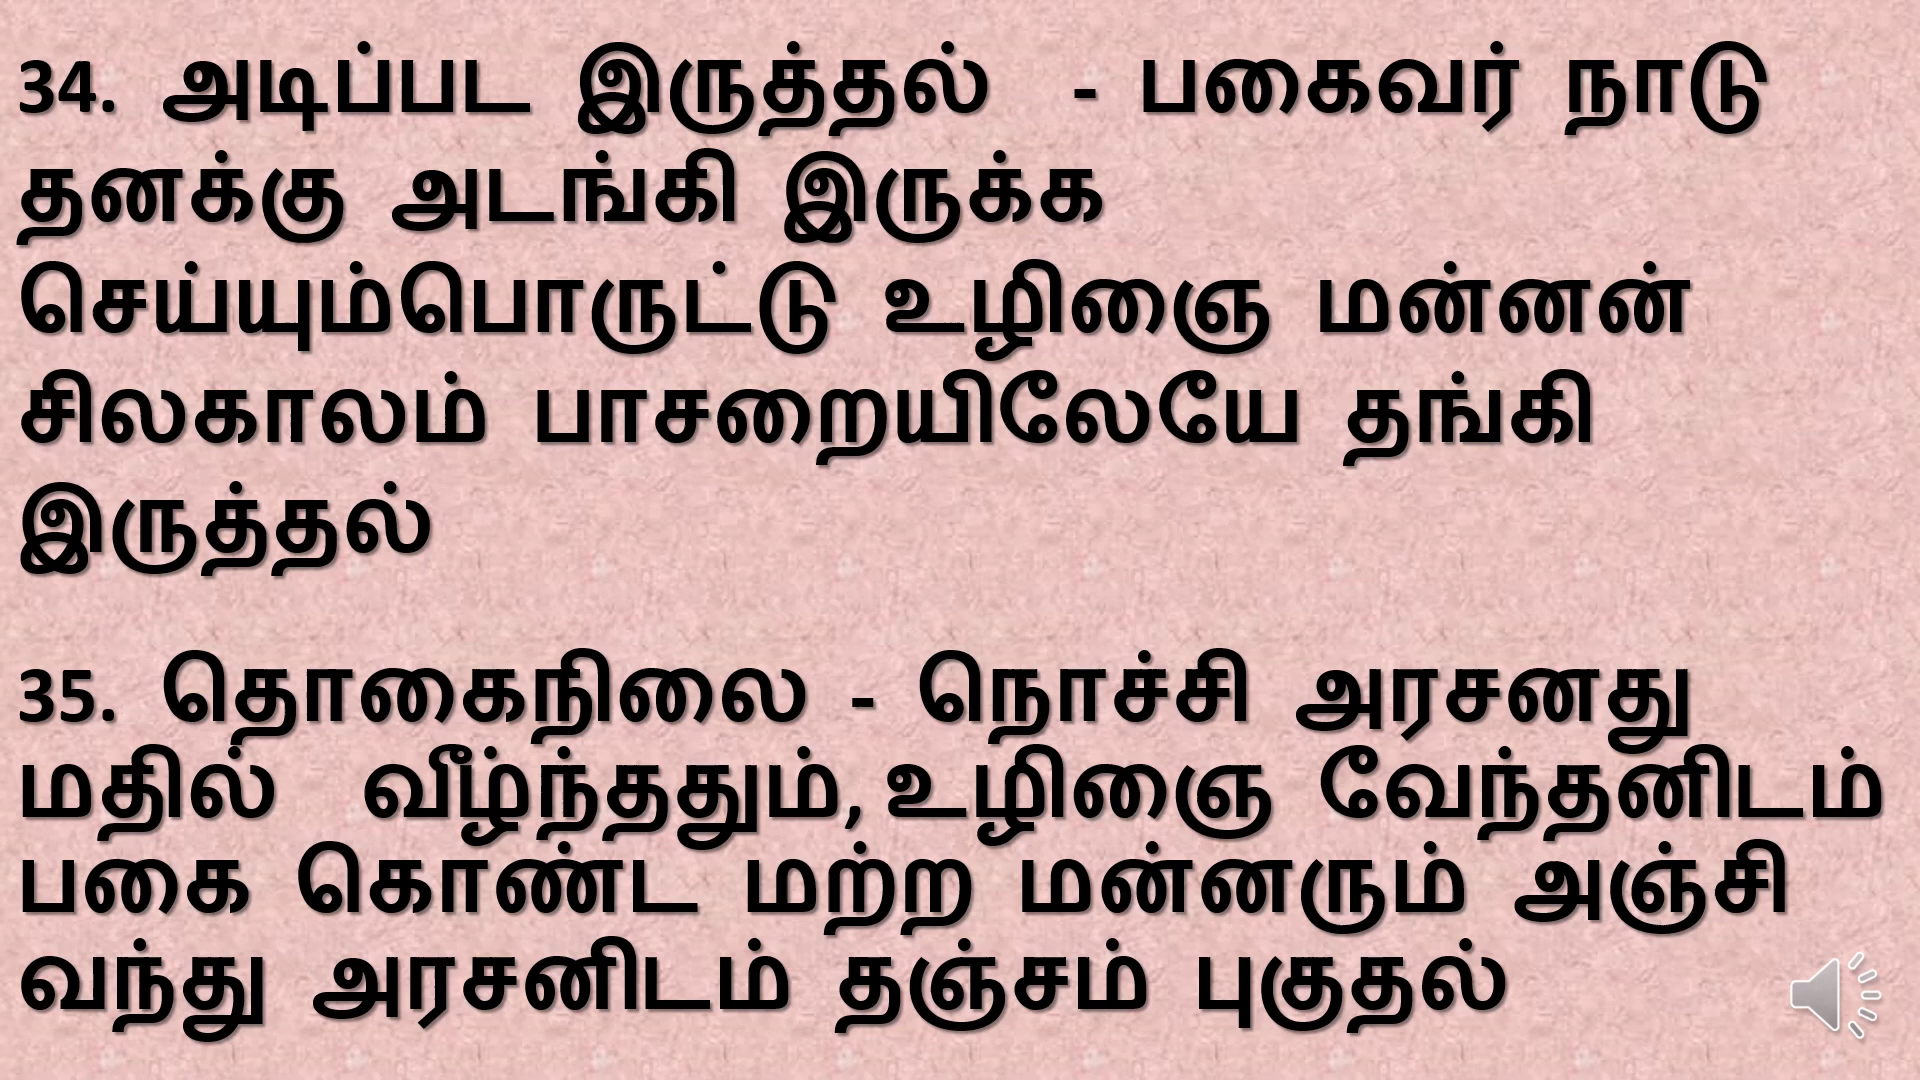 34. அடிப்பட இருத்தல் - பகைவர் நாடு
தனக்கு அடங்கி இருக்க
செய்யும்பொருட்டு உழிஞை மன்னன்
சிலகாலம் பாசறையிலேயே தங்கி
இருத்தல்
35. தொகைநிலை - நொச்சி அரசனது
மதில் வீழ்ந்ததும், உழிஞை வேந்தனிடம்
பகை கொண்ட மற்ற மன்னரும் அஞ்சி
வந்து அரசனிடம் தஞ்சம் புகுதல்